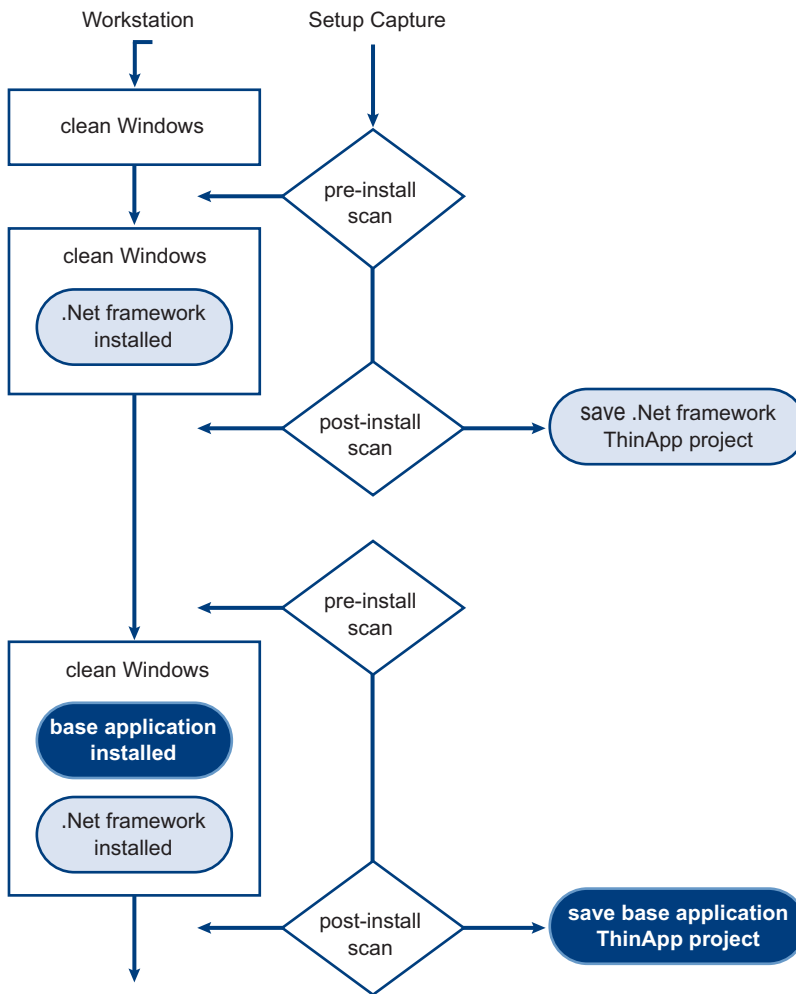 Workstation
Setup Capture
clean Windows
pre-install
scan
clean Windows
.Net framework
installed
post-install
scan
save .Net framework
ThinApp project
pre-install
scan
clean Windows
base application
installed
.Net framework
installed
post-install
scan
save base application
ThinApp project